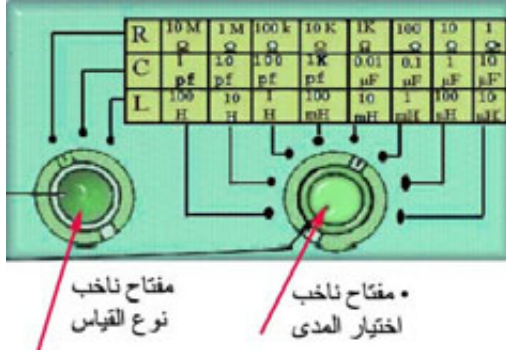 R 10 M Ω 1 M Ω 100 k Ω 10 K Ω 1K Ω 100 Ω 10 Ω 1 Ω
C 1 pf 10 pf 100 pf 1K pf 0.01 µF 0.1 µF 1 µF 10 µF
L 100 H 10 H 1 H 100 mH 10 mH 1 mH 100 µH 10 µH
مفتاح ناخب
نوع القياس
• مفتاح ناخب
اختيار المدى